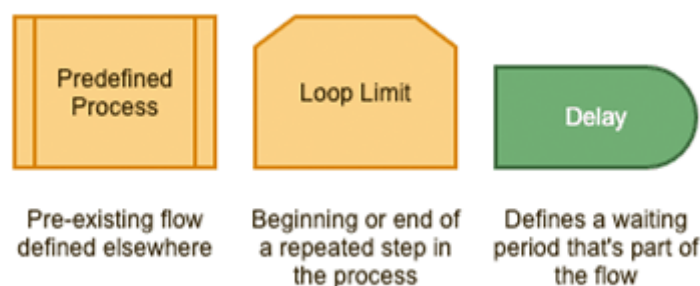 Predefined
Process
Loop Limit
Delay
Pre-existing flow
defined elsewhere
Beginning or end of
a repeated step in
the process
Defines a waiting
period that's part of
the flow